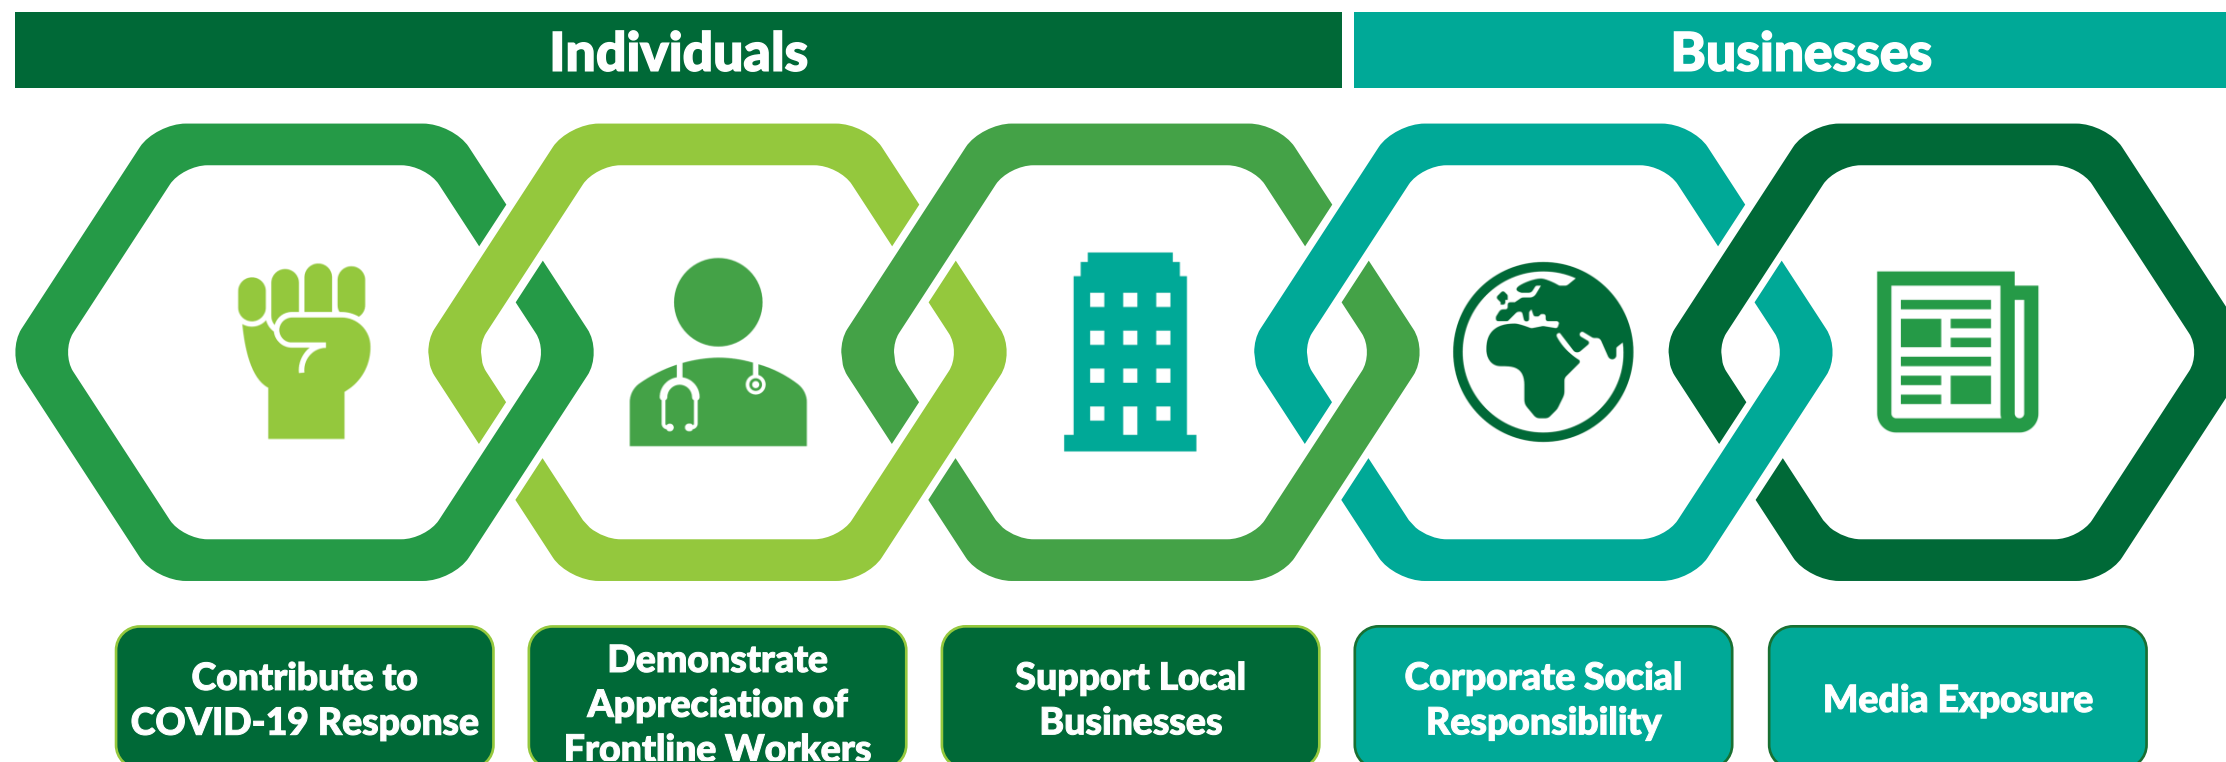 Individuals
Businesses
Contribute to
COVID-19 Response
Demonstrate
Appreciation of
Frontline Workers
Support Local
Businesses
Corporate Social
Responsibility
Media Exposure